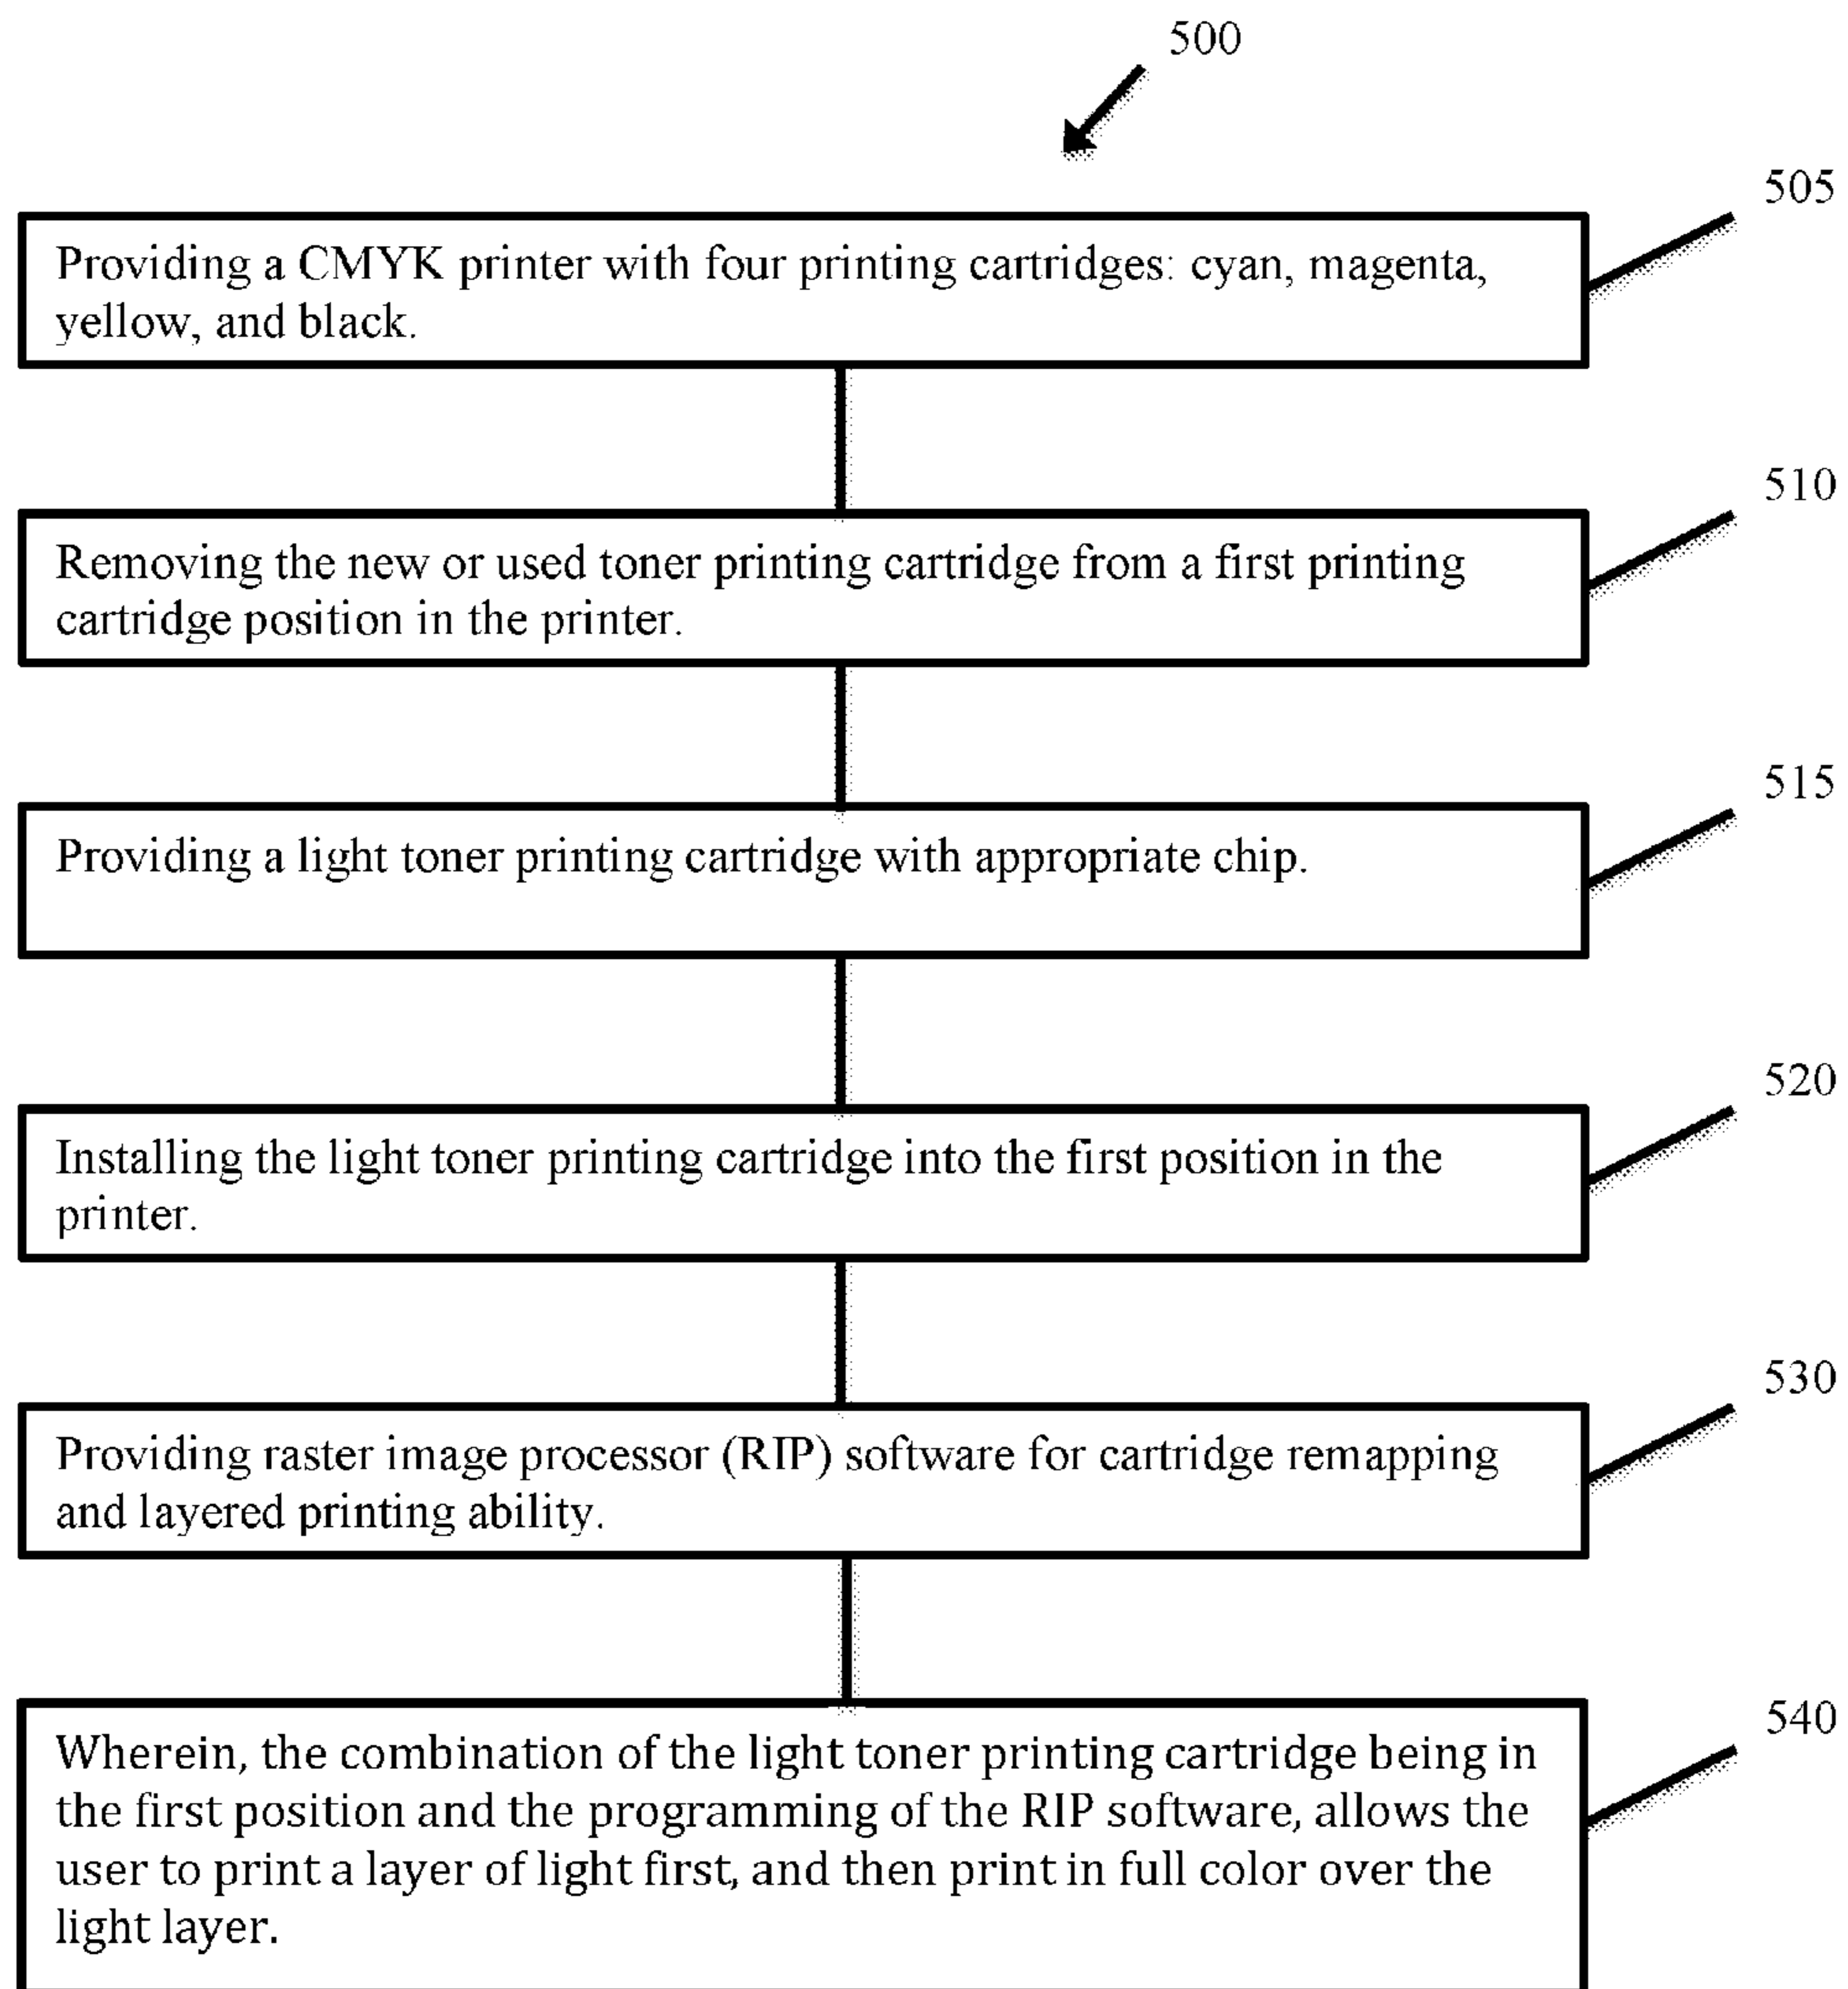 500
505
Providing a CMYK printer with four printing cartridges: cyan, magenta,
yellow, and black.
510
Removing the new or used toner printing cartridge from a first printing
cartridge position in the printer.
515
Providing a light toner printing cartridge with appropriate chip.
520
Installing the light toner printing cartridge into the first position in the
printer.
530
Providing raster image processor (RIP) software for cartridge remapping
and layered printing ability.
540
Wherein, the combination of the light toner printing cartridge being in
the first position and the programming of the RIP software, allows the
user to print a layer of light first, and then print in full color over the
light layer.